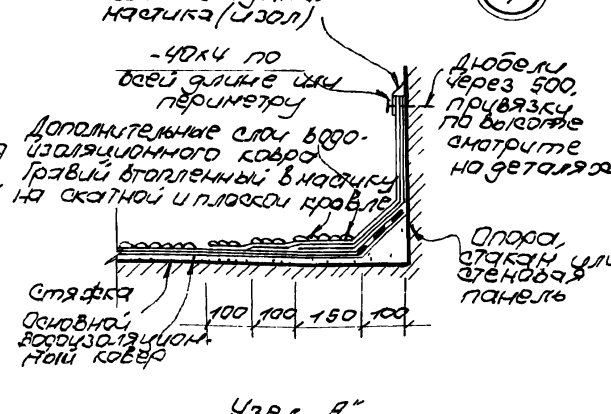 мастика (изол)
-40×4 по
всей длине или
периметру
Дюбели
через 500,
привязку
по высоте
смотрите
на деталях
Дополнительные слои водо-
изоляционного ковра
Гравий втопленный в мастику
на скатной и плоской кровле
Опора,
стакан или
стеновая
панель
Стяжка
Основной
водоизоляцион-
ный ковер
100 100 150 100
Узел „А"